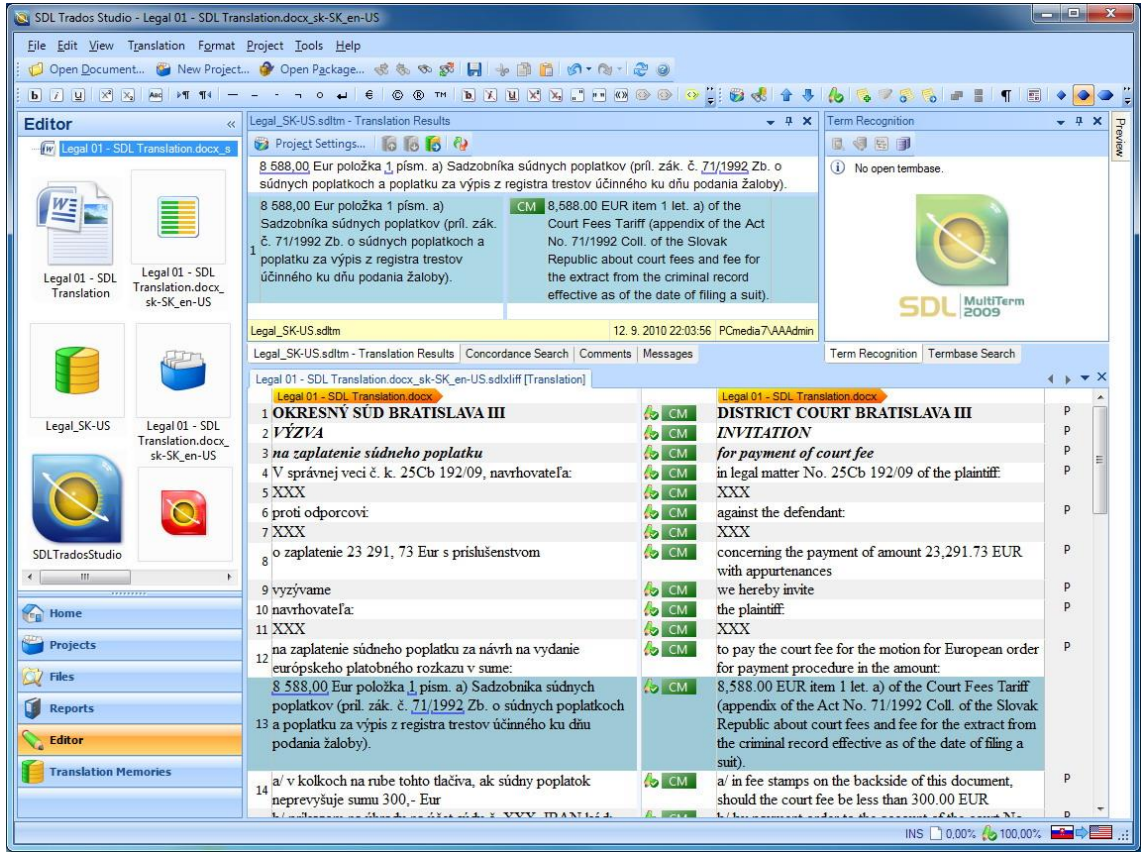 SDL Trados Studio - Legal 01 - SDL Translation.docx_sk-SK_en-US
File Edit View Translation Format Project Tools Help
Open Document... New Project... Open Package...
Editor
Legal 01 - SDL Translation.docx_s
Legal 01 - SDL
Translation
Legal 01 - SDL
Translation.docx_
sk-SK_en-US
Legal_SK-US
Legal 01 - SDL
Translation.docx_
sk-SK_en-US
SDLTradosStudio
Home
Projects
Files
Reports
Editor
Translation Memories
Legal_SK-US.sdltm - Translation Results
Project Settings...
8 588,00 Eur položka 1 písm. a) Sadzobníka súdnych poplatkov (príl. zák. č. 71/1992 Zb. o
súdnych poplatkoch a poplatku za výpis z registra trestov účinného ku dňu podania žaloby).
1
8 588,00 Eur položka 1 písm. a)
Sadzobníka súdnych poplatkov (príl. zák.
č. 71/1992 Zb. o súdnych poplatkoch a
poplatku za výpis z registra trestov
účinného ku dňu podania žaloby).
CM 8,588.00 EUR item 1 let. a) of the
Court Fees Tariff (appendix of the Act
No. 71/1992 Coll. of the Slovak
Republic about court fees and fee for
the extract from the criminal record
effective as of the date of filing a suit).
Legal_SK-US.sdltm 12. 9. 2010 22:03:56 PCmedia7\AAAdmin
Legal_SK-US.sdltm - Translation Results Concordance Search Comments Messages
Term Recognition
No open termbase.
SDL MultiTerm
2009
Term Recognition Termbase Search
Preview
Legal 01 - SDL Translation.docx_sk-SK_en-US.sdlxliff [Translation]
Legal 01 - SDL Translation.docx Legal 01 - SDL Translation.docx
1 OKRESNÝ SÚD BRATISLAVA III CM DISTRICT COURT BRATISLAVA III P
2 VÝZVA CM INVITATION P
3 na zaplatenie súdneho poplatku CM for payment of court fee P
4 V správnej veci č. k. 25Cb 192/09, navrhovateľa: CM in legal matter No. 25Cb 192/09 of the plaintiff: P
5 XXX CM XXX
6 proti odporcovi: CM against the defendant: P
7 XXX CM XXX
8 o zaplatenie 23 291, 73 Eur s príslušenstvom CM concerning the payment of amount 23,291.73 EUR P
with appurtenances
9 vyzývame CM we hereby invite P
10 navrhovateľa: CM the plaintiff: P
11 XXX CM XXX
12 na zaplatenie súdneho poplatku za návrh na vydanie CM to pay the court fee for the motion for European order P
európskeho platobného rozkazu v sume: for payment procedure in the amount:
8 588,00 Eur položka 1 písm. a) Sadzobníka súdnych CM 8,588.00 EUR item 1 let. a) of the Court Fees Tariff
poplatkov (príl. zák. č. 71/1992 Zb. o súdnych poplatkoch (appendix of the Act No. 71/1992 Coll. of the Slovak
13 a poplatku za výpis z registra trestov účinného ku dňu Republic about court fees and fee for the extract from
podania žaloby). the criminal record effective as of the date of filing a
suit).
14 a/ v kolkoch na rube tohto tlačiva, ak súdny poplatok CM a/ in fee stamps on the backside of this document, P
neprevyšuje sumu 300,- Eur should the court fee be less than 300.00 EUR
INS 0,00% 100,00%